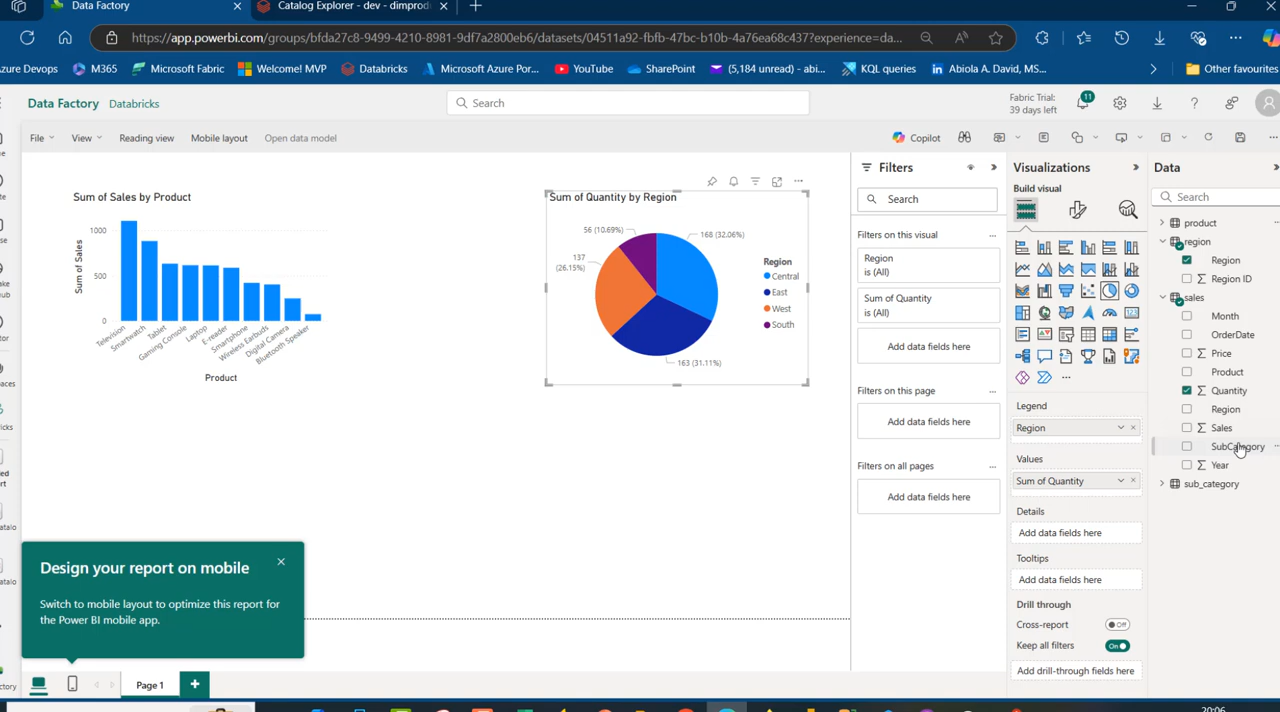 Data Factory
Catalog Explorer - dev - dimprodu
https://app.powerbi.com/groups/bfda27c8-9499-4210-8981-9df7a2800eb6/datasets/04511a92-fbfb-47bc-b10b-4a76ea68c437?experience=da...
Azure Devops
M365
Microsoft Fabric
Welcome! MVP
Databricks
Microsoft Azure Por...
YouTube
SharePoint
(5,184 unread) - abi...
KQL queries
Abiola A. David, MS...
Other favourites
Data Factory
Databricks
Search
Fabric Trial:
39 days left
11
File
View
Reading view
Mobile layout
Open data model
Copilot
Sum of Sales by Product
Sum of Sales
1000
500
0
Television
Smartwatch
Tablet
Gaming Console
Laptop
E-reader
Smartphone
Wireless Earbuds
Digital Camera
Bluetooth Speaker
Product
Sum of Quantity by Region
56 (10.69%)
168 (32.06%)
137
(26.15%)
163 (31.11%)
Region
Central
East
West
South
Filters
Search
Filters on this visual
Region
is (All)
Sum of Quantity
is (All)
Add data fields here
Filters on this page
Add data fields here
Filters on all pages
Add data fields here
Visualizations
Build visual
Legend
Region
Values
Sum of Quantity
Details
Add data fields here
Tooltips
Add data fields here
Drill through
Cross-report
Off
Keep all filters
On
Add drill-through fields here
Data
Search
product
region
Region
Region ID
sales
Month
OrderDate
Price
Product
Quantity
Region
Sales
SubCategory
Year
sub_category
Design your report on mobile
Switch to mobile layout to optimize this report for
the Power BI mobile app.
Page 1
20:06